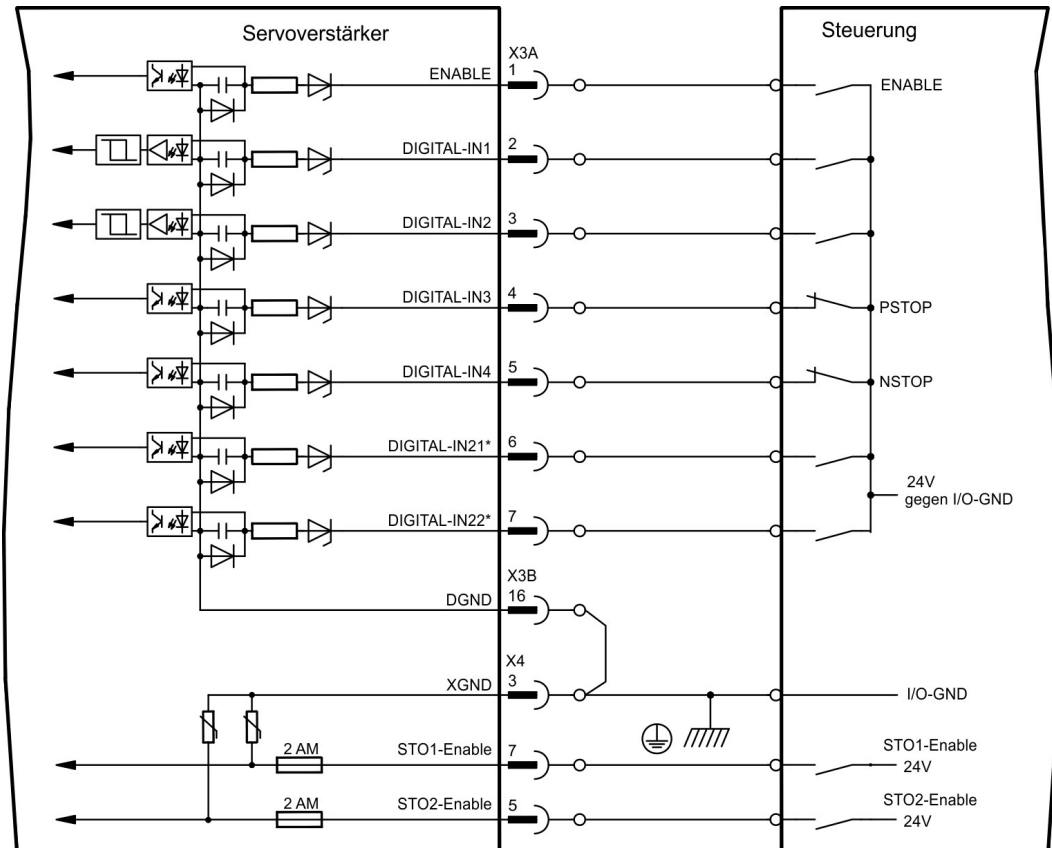 Servoverstärker
Steuerung
X3A
ENABLE
1
ENABLE
DIGITAL-IN1
2
DIGITAL-IN2
3
DIGITAL-IN3
4
PSTOP
DIGITAL-IN4
5
NSTOP
DIGITAL-IN21*
6
24V
gegen I/O-GND
DIGITAL-IN22*
7
X3B
DGND
16
X4
XGND
3
I/O-GND
2 AM
STO1-Enable
7
STO1-Enable
24V
2 AM
STO2-Enable
5
STO2-Enable
24V